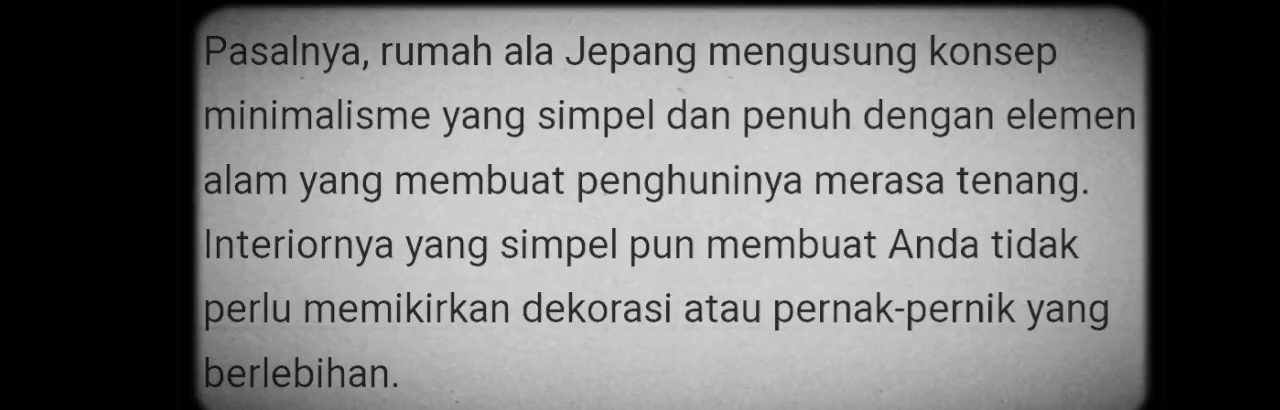 Pasalnya, rumah ala Jepang mengusung konsep
minimalisme yang simpel dan penuh dengan elemen
alam yang membuat penghuninya merasa tenang.
Interiornya yang simpel pun membuat Anda tidak
perlu memikirkan dekorasi atau pernak-pernik yang
berlebihan.